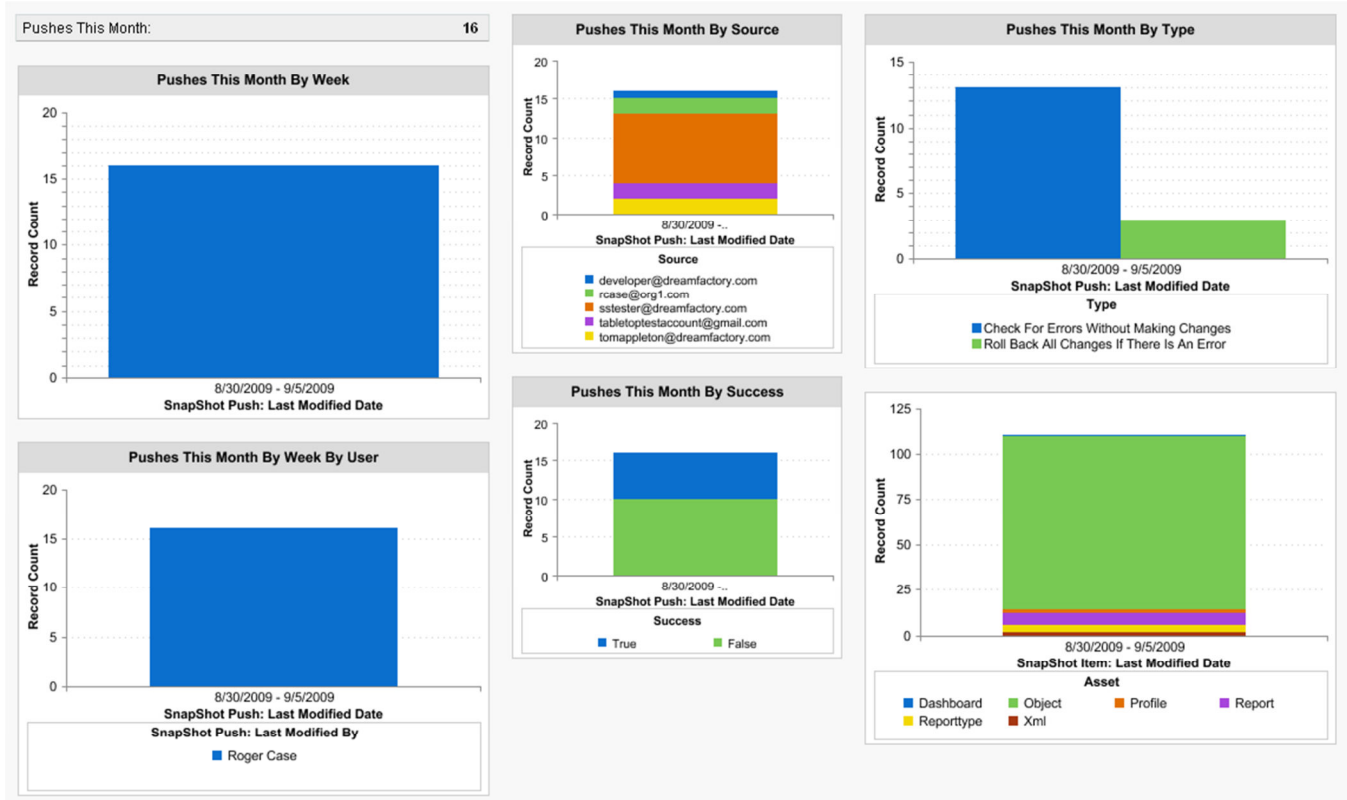 Pushes This Month: 16
Pushes This Month By Week
20
15
10
5
0
Record Count
8/30/2009 - 9/5/2009
SnapShot Push: Last Modified Date
Pushes This Month By Week By User
20
15
10
5
0
Record Count
8/30/2009 - 9/5/2009
SnapShot Push: Last Modified Date
SnapShot Push: Last Modified By
Roger Case
Pushes This Month By Source
20
15
10
5
0
Record Count
8/30/2009 -..
SnapShot Push: Last Modified Date
Source
developer@dreamfactory.com
rcase@org1.com
sstester@dreamfactory.com
tabletoptestaccount@gmail.com
tomappleton@dreamfactory.com
Pushes This Month By Success
20
15
10
5
0
Record Count
8/30/2009 -..
SnapShot Push: Last Modified Date
Success
True False
Pushes This Month By Type
15
10
5
0
Record Count
8/30/2009 - 9/5/2009
SnapShot Push: Last Modified Date
Type
Check For Errors Without Making Changes
Roll Back All Changes If There Is An Error
125
100
75
50
25
0
Record Count
8/30/2009 - 9/5/2009
SnapShot Item: Last Modified Date
Asset
Dashboard Object Profile Report
Reporttype Xml